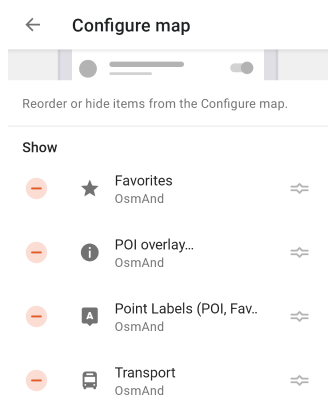 Configure map
Reorder or hide items from the Configure map.
Show
Favorites
OsmAnd
POI overlay…
OsmAnd
A
Point Labels (POI, Fav..
OsmAnd
Transport
OsmAnd